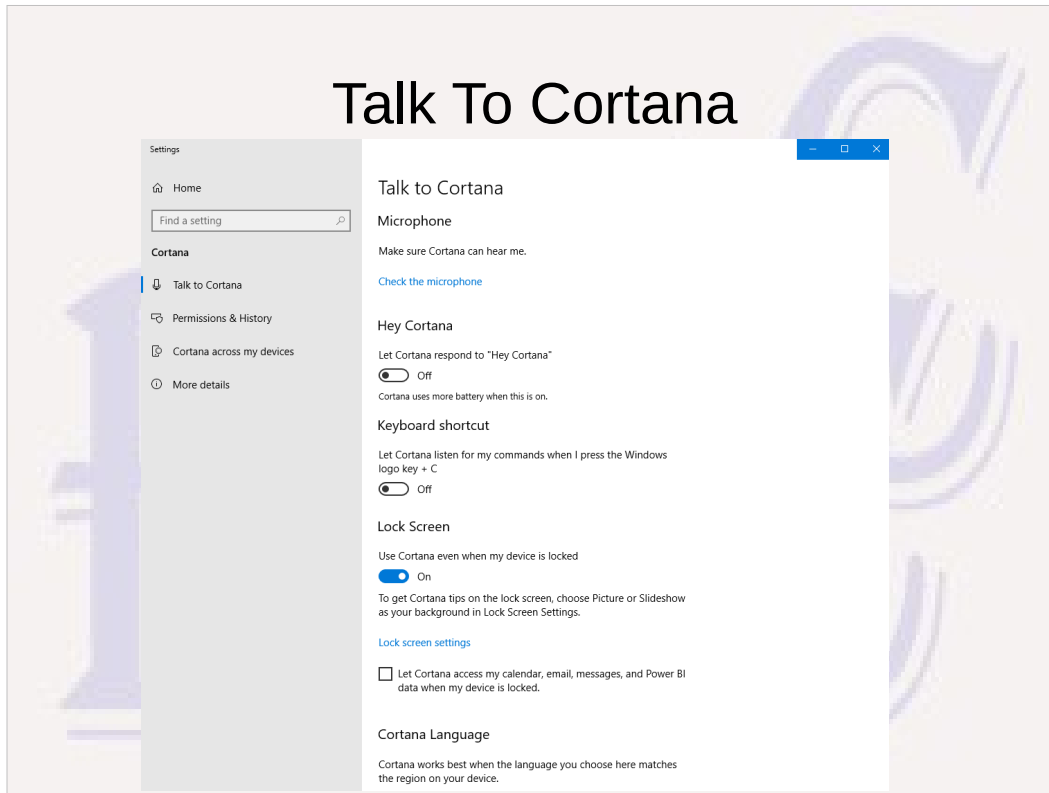 Talk To Cortana
Settings
Home
Find a setting
Cortana
Talk to Cortana
Permissions & History
Cortana across my devices
More details
Talk to Cortana
Microphone
Make sure Cortana can hear me.
Check the microphone
Hey Cortana
Let Cortana respond to "Hey Cortana"
Off
Cortana uses more battery when this is on.
Keyboard shortcut
Let Cortana listen for my commands when I press the Windows
logo key + C
Off
Lock Screen
Use Cortana even when my device is locked
On
To get Cortana tips on the lock screen, choose Picture or Slideshow
as your background in Lock Screen Settings.
Lock screen settings
Let Cortana access my calendar, email, messages, and Power BI
data when my device is locked.
Cortana Language
Cortana works best when the language you choose here matches
the region on your device.